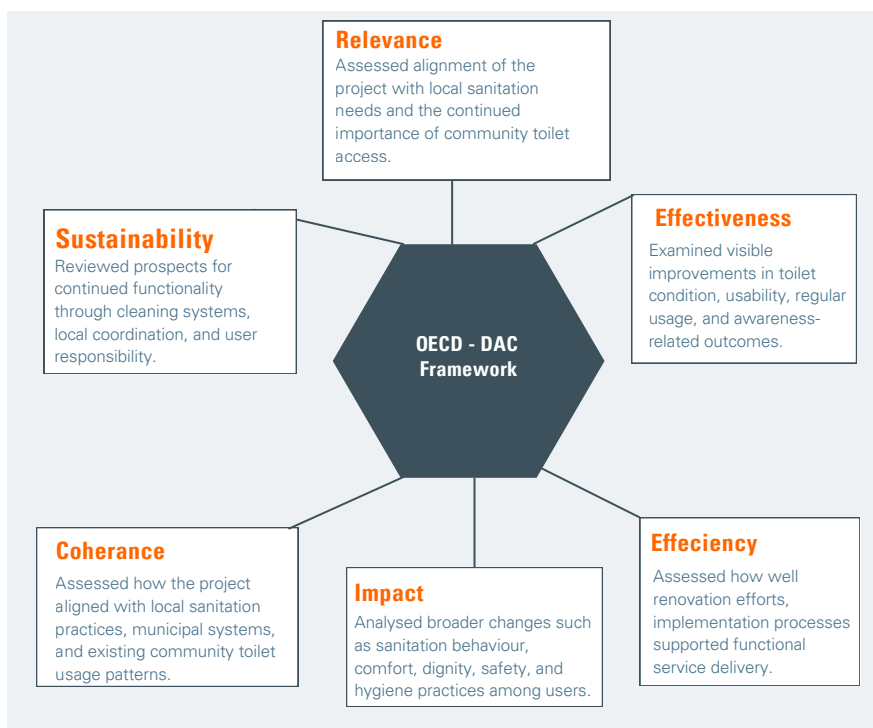 Relevance
Assessed alignment of the
project with local sanitation
needs and the continued
importance of community toilet
access.
Sustainability
Reviewed prospects for
continued functionality
through cleaning systems,
local coordination, and user
responsibility.
Effectiveness
Examined visible
improvements in toilet
condition, usability, regular
usage, and awareness-
related outcomes.
OECD - DAC
Framework
Coherance
Assessed how the project
aligned with local sanitation
practices, municipal systems,
and existing community toilet
usage patterns.
Impact
Analysed broader changes such
as sanitation behaviour,
comfort, dignity, safety, and
hygiene practices among users.
Effeciency
Assessed how well
renovation efforts,
implementation processes
supported functional
service delivery.